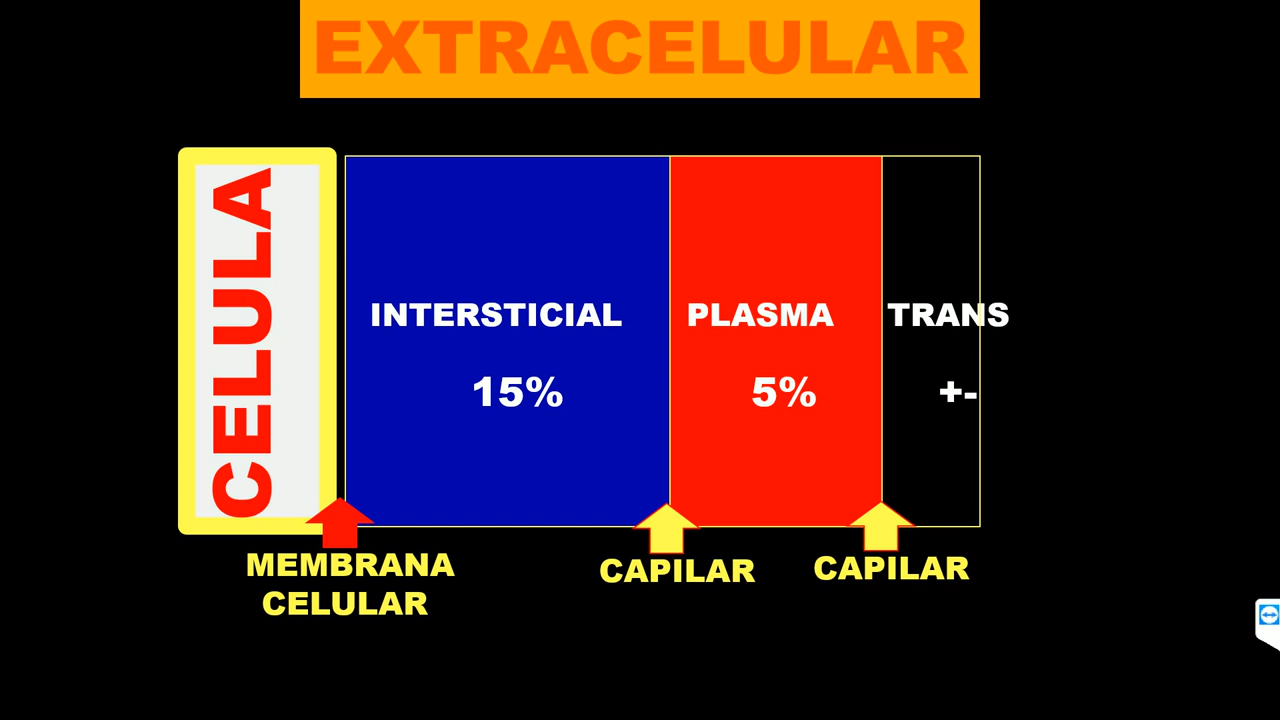 EXTRACELULAR
CELULA
INTERSTICIAL
15%
PLASMA
5%
TRANS
+-
MEMBRANA
CELULAR
CAPILAR
CAPILAR